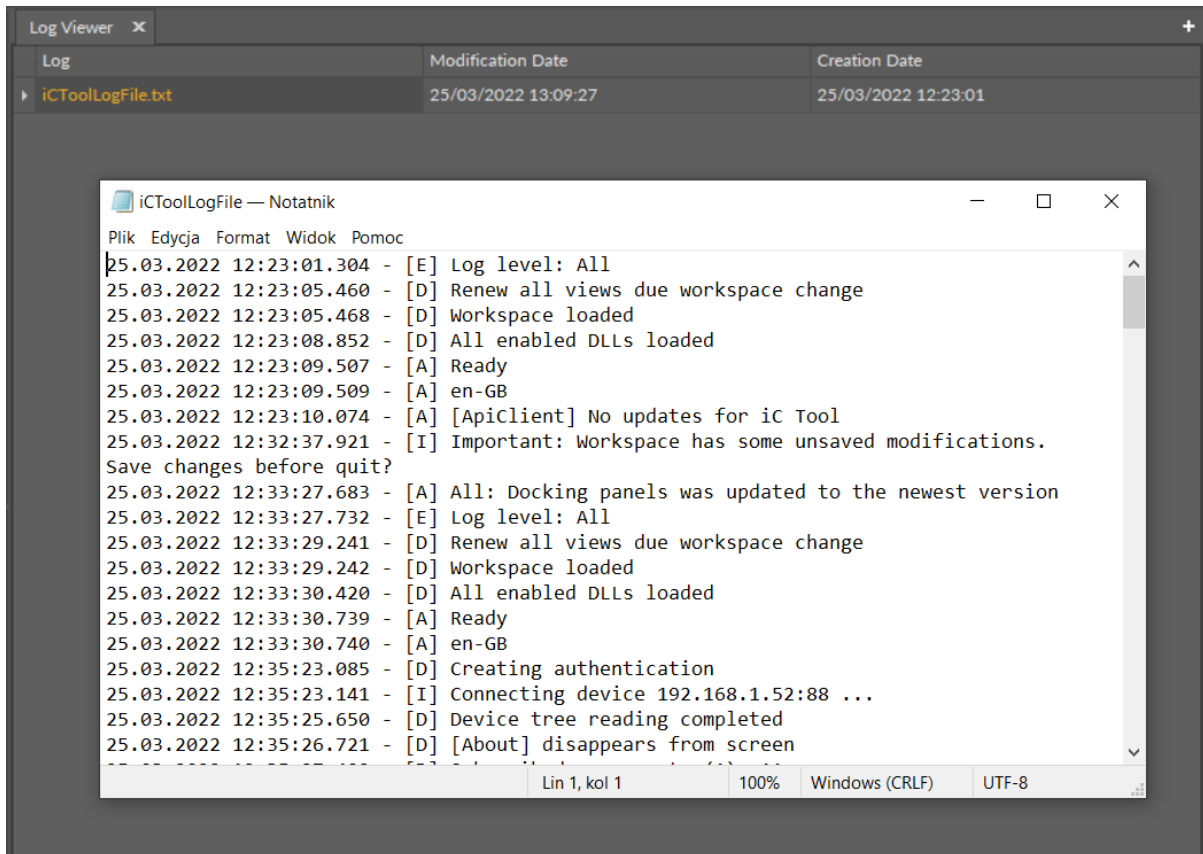 Log Viewer
Log Modification Date Creation Date
iCToolLogFile.txt 25/03/2022 13:09:27 25/03/2022 12:23:01
iCToolLogFile — Notatnik
Plik Edycja Format Widok Pomoc
25.03.2022 12:23:01.304 - [E] Log level: All
25.03.2022 12:23:05.460 - [D] Renew all views due workspace change
25.03.2022 12:23:05.468 - [D] Workspace loaded
25.03.2022 12:23:08.852 - [D] All enabled DLLs loaded
25.03.2022 12:23:09.507 - [A] Ready
25.03.2022 12:23:09.509 - [A] en-GB
25.03.2022 12:23:10.074 - [A] [ApiClient] No updates for iC Tool
25.03.2022 12:32:37.921 - [I] Important: Workspace has some unsaved modifications.
Save changes before quit?
25.03.2022 12:33:27.683 - [A] All: Docking panels was updated to the newest version
25.03.2022 12:33:27.732 - [E] Log level: All
25.03.2022 12:33:29.241 - [D] Renew all views due workspace change
25.03.2022 12:33:29.242 - [D] Workspace loaded
25.03.2022 12:33:30.420 - [D] All enabled DLLs loaded
25.03.2022 12:33:30.739 - [A] Ready
25.03.2022 12:33:30.740 - [A] en-GB
25.03.2022 12:35:23.085 - [D] Creating authentication
25.03.2022 12:35:23.141 - [I] Connecting device 192.168.1.52:88 ...
25.03.2022 12:35:25.650 - [D] Device tree reading completed
25.03.2022 12:35:26.721 - [D] [About] disappears from screen
Lin 1, kol 1 100% Windows (CRLF) UTF-8